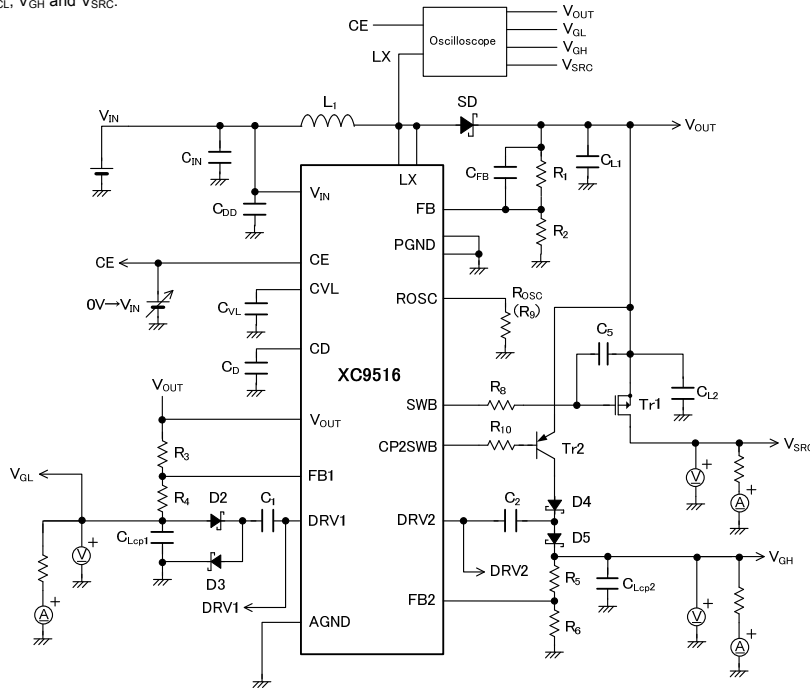 CL, VGH and VSRC.
CE
Oscilloscope
VOUT
VGL
VGH
VSRC
LX
L1
SD
VIN
VOUT
CIN
LX
CFB
R1
CL1
VIN
FB
CDD
R2
PGND
CE
CE
CVL
0V→VIN
CVL
ROSC
ROSC
(R9)
CD
CD
C5
XC9516
CL2
VOUT
SWB
R8
Tr1
VOUT
R10
CP2SWB
Tr2
VSRC
R3
VGL
FB1
V
A
R4
D2
C1
C2
D4
DRV1
DRV2
CLcp1
D5
V
VGH
D3
DRV2
R5
CLcp2
A
DRV1
FB2
V
AGND
R6
A